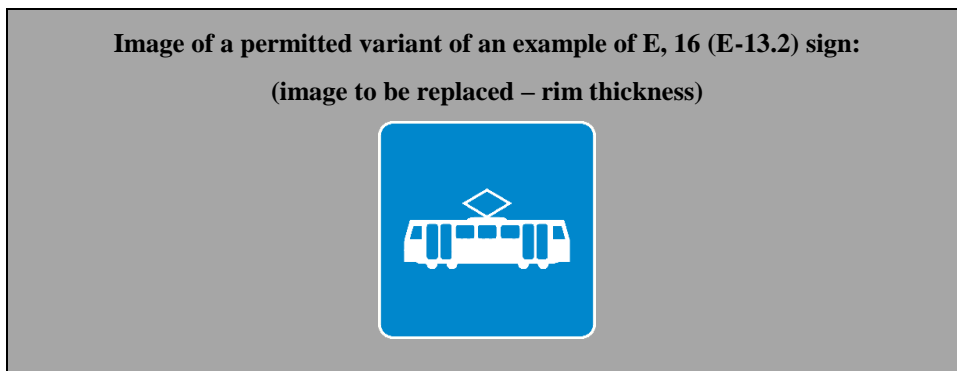 Image of a permitted variant of an example of E, 16 (E-13.2) sign:
(image to be replaced – rim thickness)